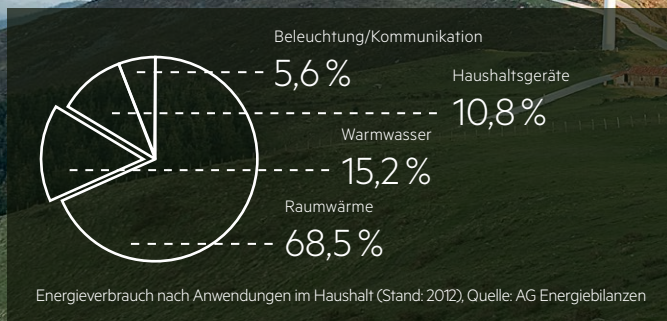 Beleuchtung/Kommunikation
5,6 %
Haushaltsgeräte
10,8 %
Warmwasser
15,2 %
Raumwärme
68,5 %
Energieverbrauch nach Anwendungen im Haushalt (Stand: 2012), Quelle: AG Energiebilanzen